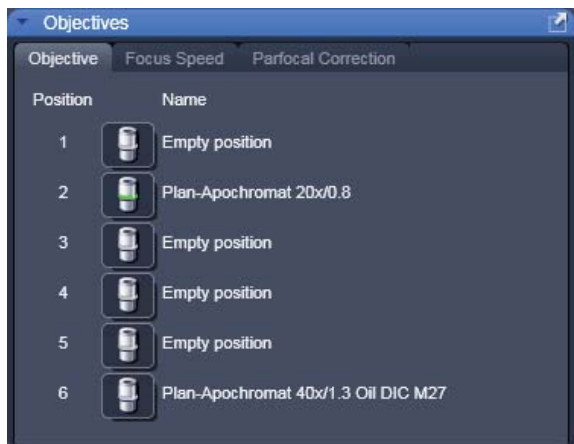 Objectives
Objective Focus Speed Parfocal Correction
Position Name
1 Empty position
2 Plan-Apochromat 20x/0.8
3 Empty position
4 Empty position
5 Empty position
6 Plan-Apochromat 40x/1.3 Oil DIC M27